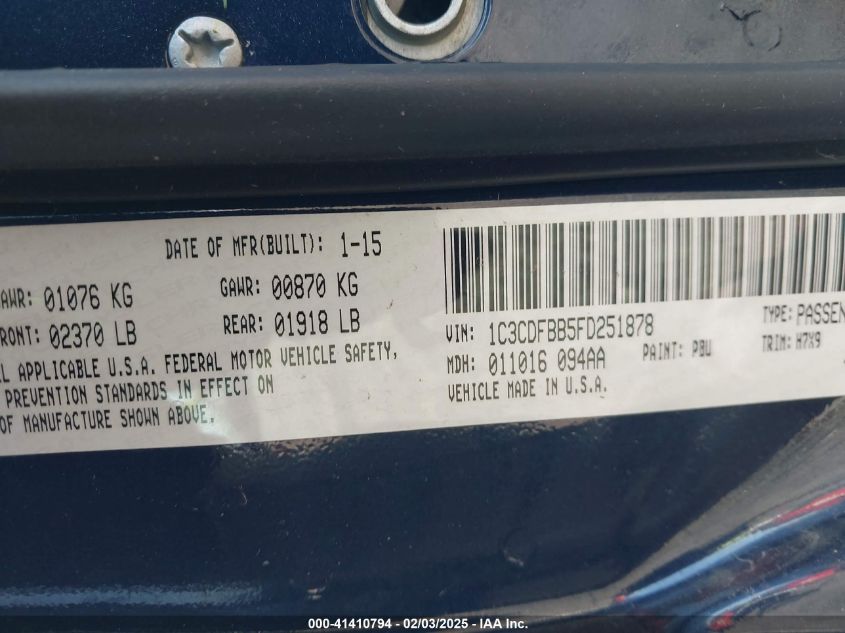 DATE OF MFR(BUILT): 1-15
01076 KG GAWR: 00870 KG
02370 LB REAR: 01918 LB
APPLICABLE U.S.A. FEDERAL MOTOR VEHICLE SAFETY,
PREVENTION STANDARDS IN EFFECT ON
OF MANUFACTURE SHOWN ABOVE.
VIN: 1C3CDFBB5FD251878 TYPE: PASSEN
MDH: 011016 094AA PAINT: PBU TRIM: H7X9
VEHICLE MADE IN U.S.A.
000-41410794 - 02/03/2025 - IAA Inc.